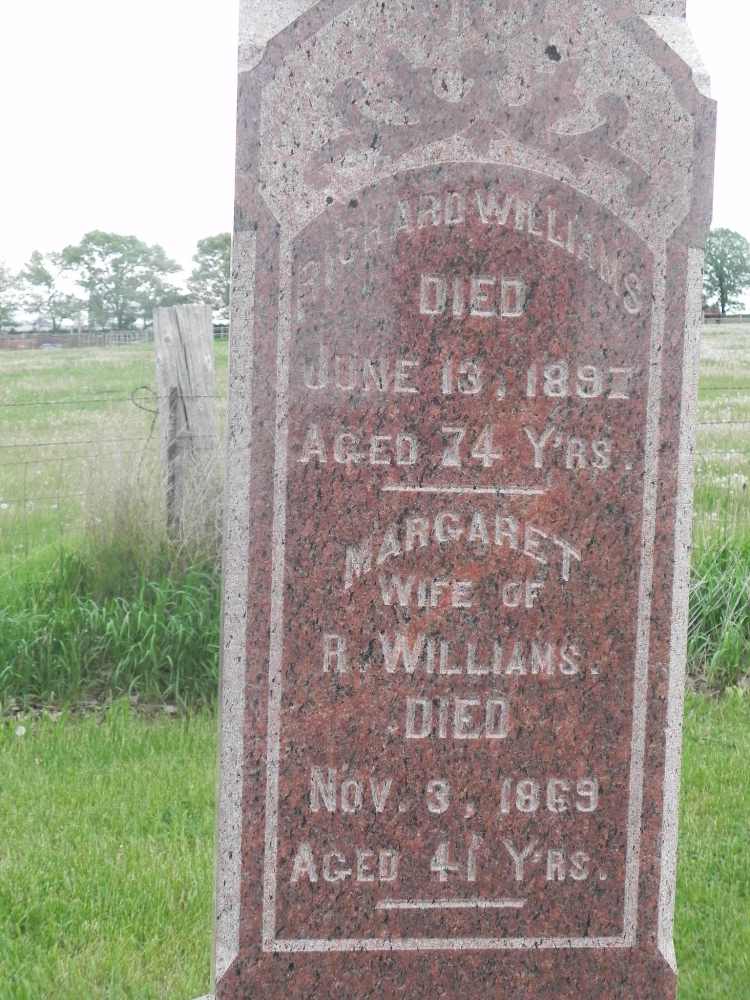 RICHARD WILLIAMS
DIED
JUNE 13, 1897
AGED 74 Y'RS.
MARGARET
WIFE OF
R. WILLIAMS.
DIED
NOV. 3, 1869
AGED 41 Y'RS.